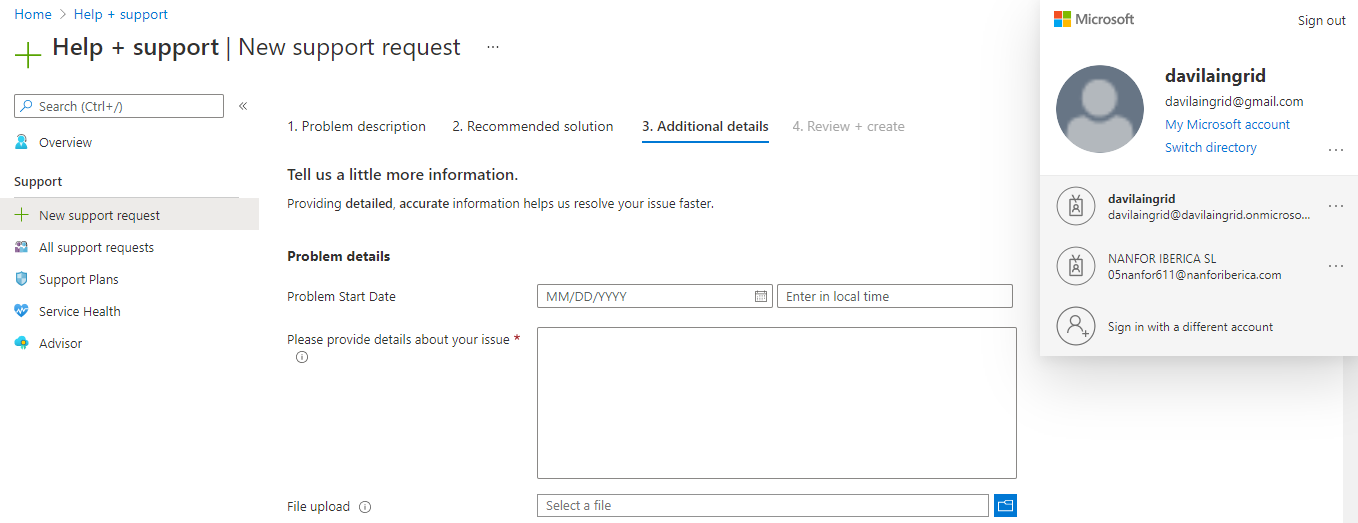 Home > Help + support
Help + support | New support request ...
Search (Ctrl+/) «
Overview
Support
New support request
All support requests
Support Plans
Service Health
Advisor
1. Problem description 2. Recommended solution 3. Additional details 4. Review + create
Tell us a little more information.
Providing detailed, accurate information helps us resolve your issue faster.
Problem details
Problem Start Date MM/DD/YYYY Enter in local time
Please provide details about your issue *
File upload Select a file
Microsoft Sign out
davilaingrid
davilaingrid@gmail.com
My Microsoft account
Switch directory ...
davilaingrid
davilaingrid@davilaingrid.onmicroso... ...
NANFOR IBERICA SL
05nanfor611@nanforiberica.com ...
Sign in with a different account